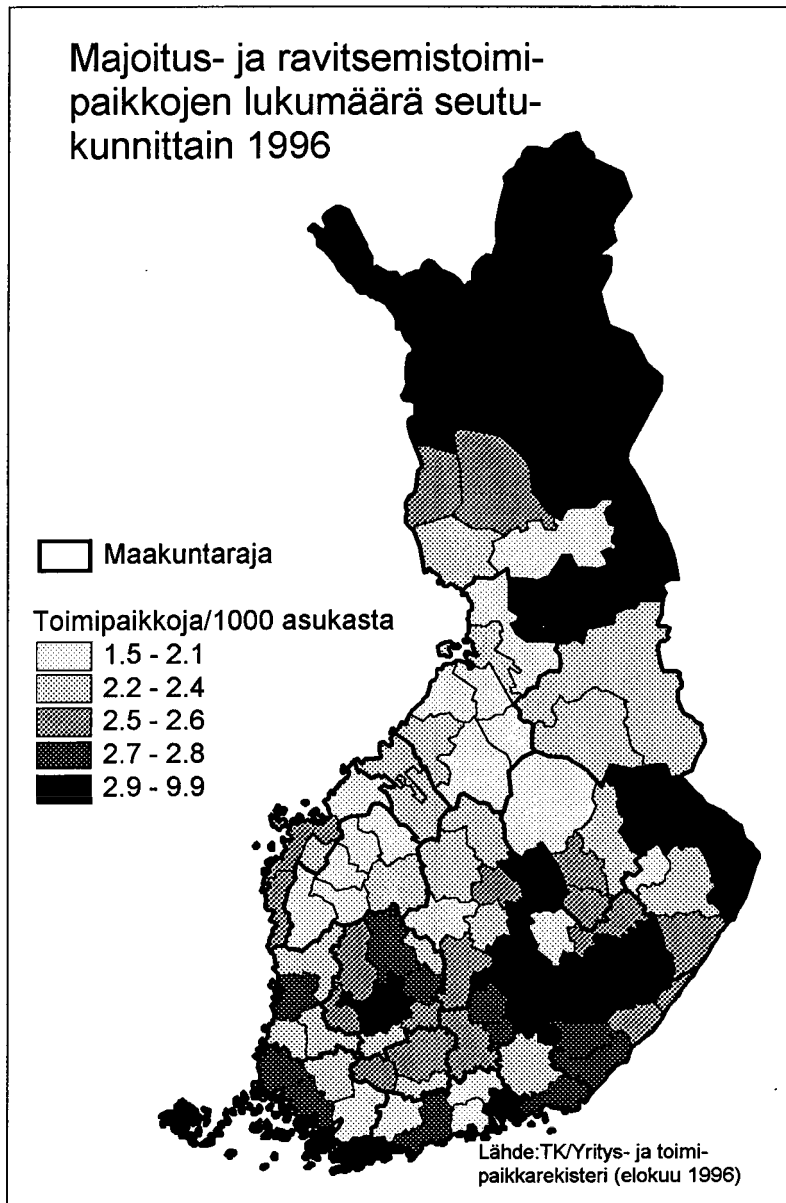 Majoitus- ja ravitsemistoimi-
paikkojen lukumäärä seutu-
kunnittain 1996
Maakuntaraja
Toimipaikkoja/1000 asukasta
1.5 - 2.1
2.2 - 2.4
2.5 - 2.6
2.7 - 2.8
2.9 - 9.9
Lähde:TK/Yritys- ja toimi-
paikkarekisteri (elokuu 1996)